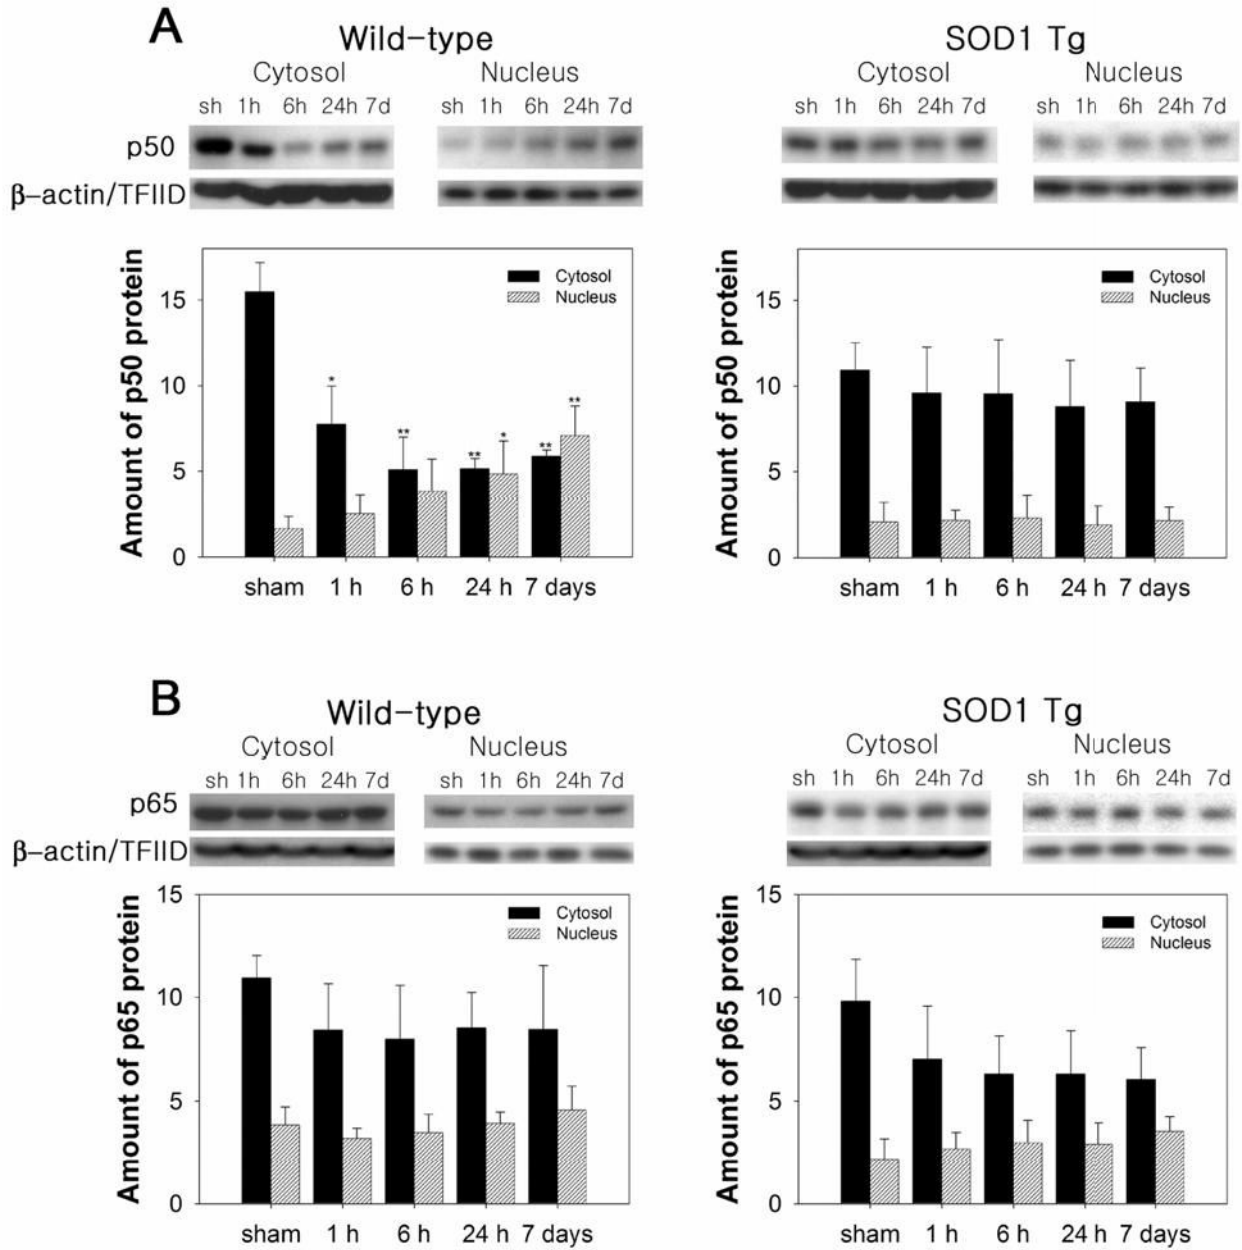 A
Wild-type
SOD1 Tg
Cytosol
Nucleus
Cytosol
Nucleus
sh 1h 6h 24h 7d
sh 1h 6h 24h 7d
sh 1h 6h 24h 7d
sh 1h 6h 24h 7d
p50
β-actin/TFIID
Amount of p50 protein
15
10
5
0
Cytosol
Nucleus
*
**
**
*
**
**
sham 1 h 6 h 24 h 7 days
Amount of p50 protein
15
10
5
0
Cytosol
Nucleus
sham 1 h 6 h 24 h 7 days
B
Wild-type
SOD1 Tg
Cytosol
Nucleus
Cytosol
Nucleus
sh 1h 6h 24h 7d
sh 1h 6h 24h 7d
sh 1h 6h 24h 7d
sh 1h 6h 24h 7d
p65
β-actin/TFIID
Amount of p65 protein
15
10
5
0
Cytosol
Nucleus
sham 1 h 6 h 24 h 7 days
Amount of p65 protein
15
10
5
0
Cytosol
Nucleus
sham 1 h 6 h 24 h 7 days